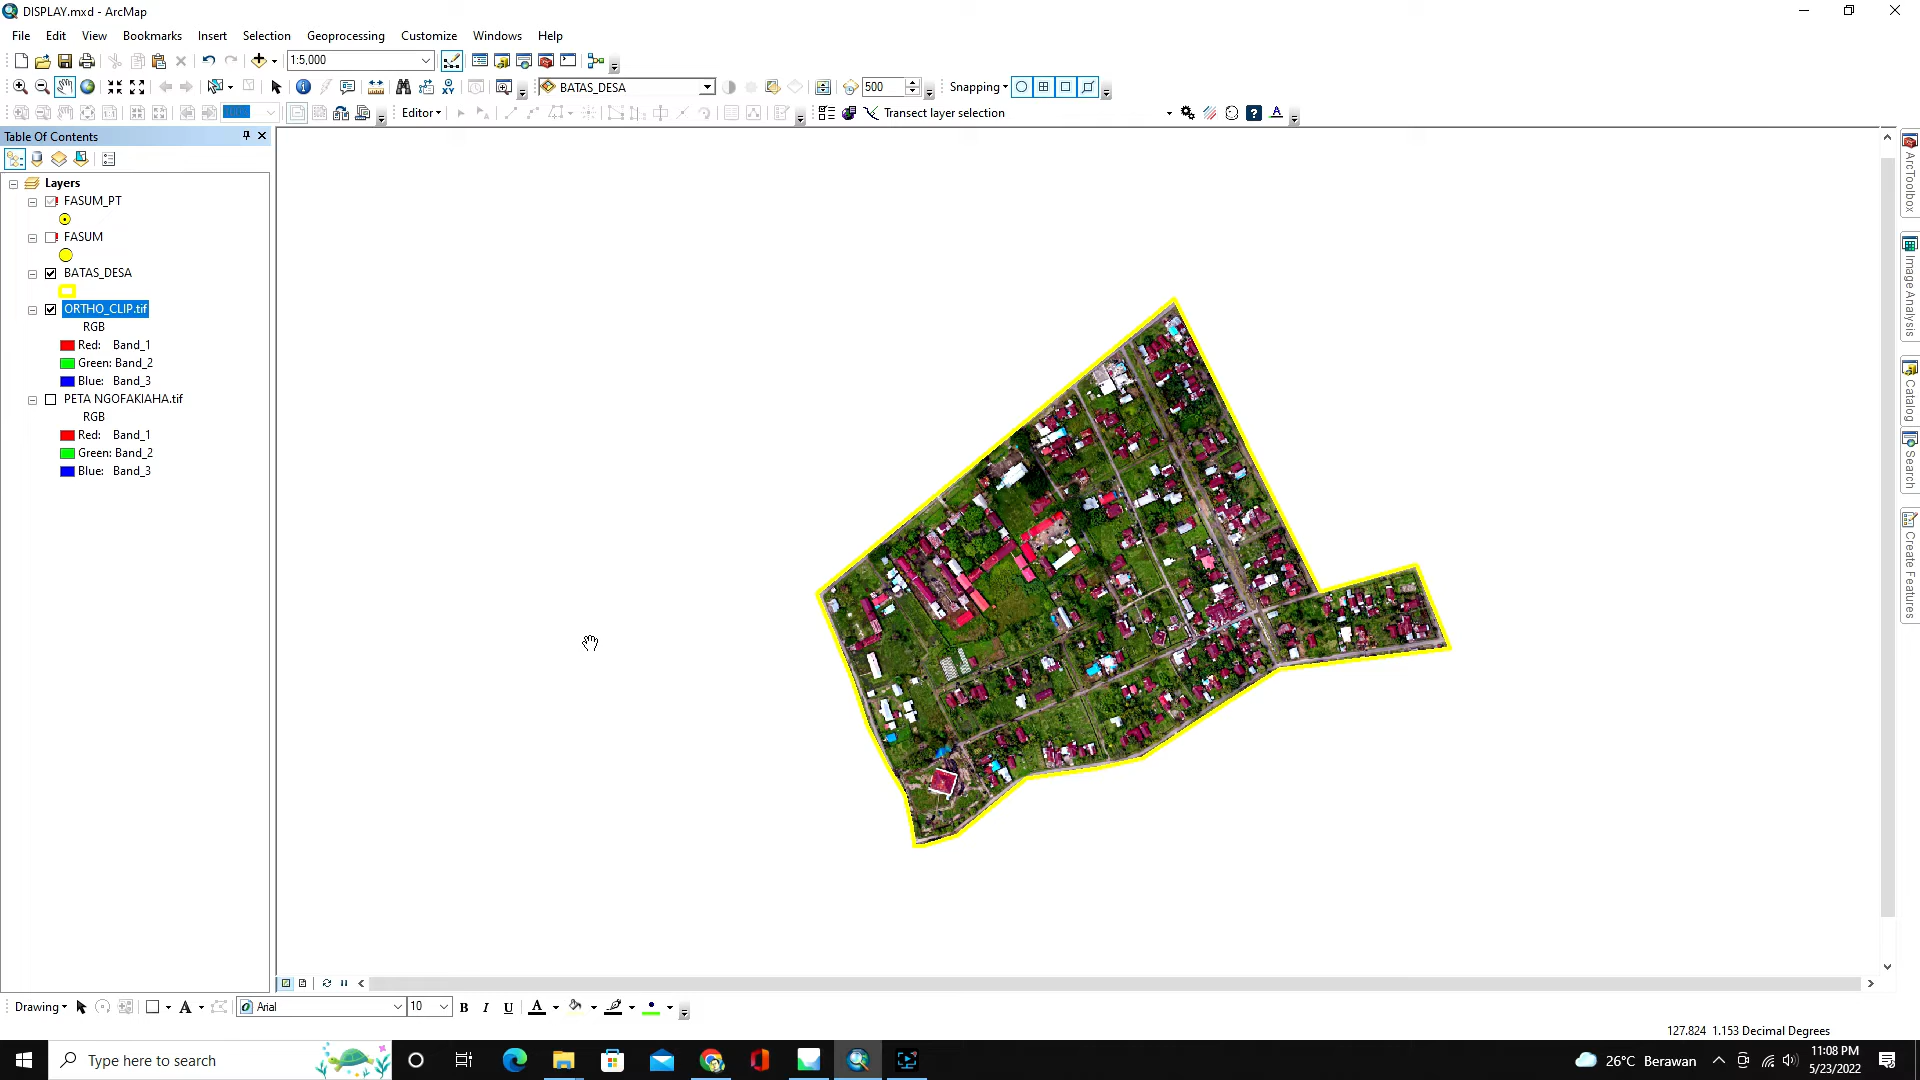 DISPLAY.mxd - ArcMap
File Edit View Bookmarks Insert Selection Geoprocessing Customize Windows Help
1:5,000
BATAS_DESA 500 Snapping
Editor Transect layer selection
Table Of Contents
Layers
FASUM_PT
FASUM
BATAS_DESA
ORTHO_CLIP.tif
RGB
Red: Band_1
Green: Band_2
Blue: Band_3
PETA NGOFAKIAHA.tif
RGB
Red: Band_1
Green: Band_2
Blue: Band_3
ArcToolbox
Image Analysis
Catalog
Search
Create Features
Drawing A Arial 10 B I U A
127.824 1.153 Decimal Degrees
Type here to search
26°C Berawan
11:08 PM
5/23/2022